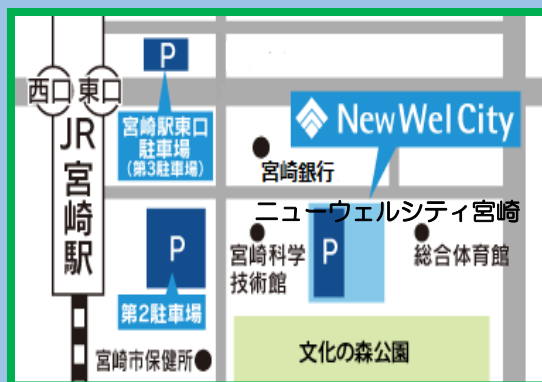 P
西口
東口
JR
宮崎駅
宮崎駅東口
駐車場
(第3駐車場)
NewWelCity
宮崎銀行
ニューウェルシティ宮崎
P
宮崎科学
技術館
P
総合体育館
第2駐車場
宮崎市保健所
文化の森公園